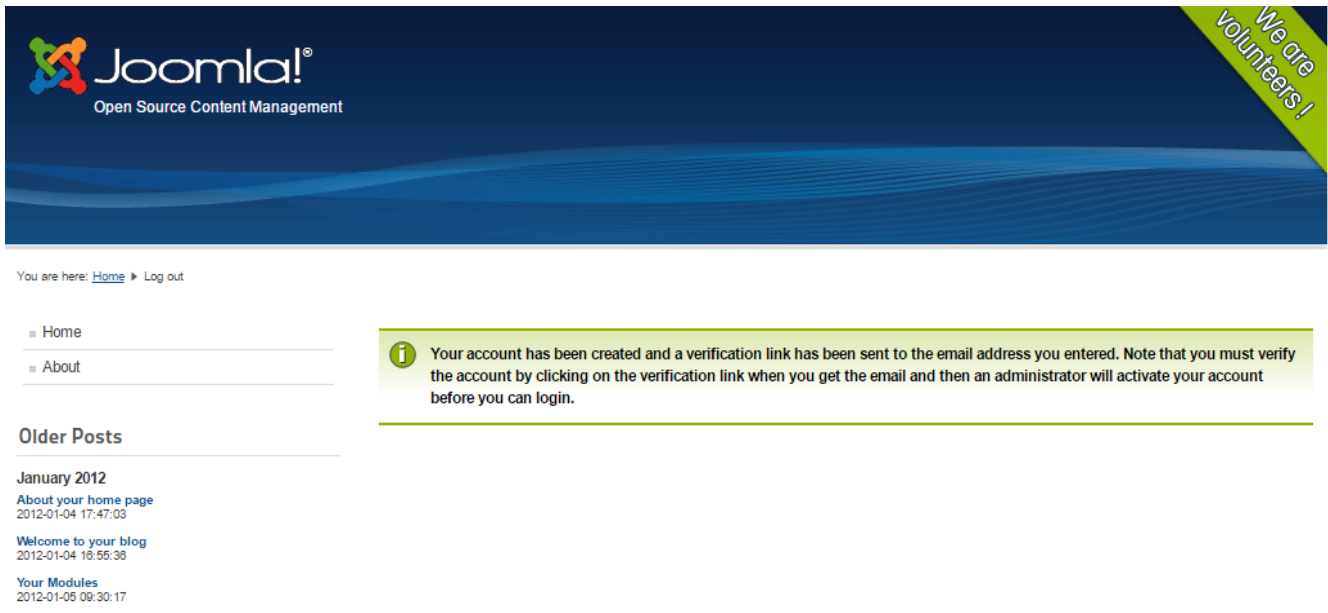 Joomla!®
Open Source Content Management
We are
volunteers !
You are here: Home ▶ Log out
Home
About
Your account has been created and a verification link has been sent to the email address you entered. Note that you must verify
the account by clicking on the verification link when you get the email and then an administrator will activate your account
before you can login.
Older Posts
January 2012
About your home page
2012-01-04 17:47:03
Welcome to your blog
2012-01-04 16:55:36
Your Modules
2012-01-05 09:30:17